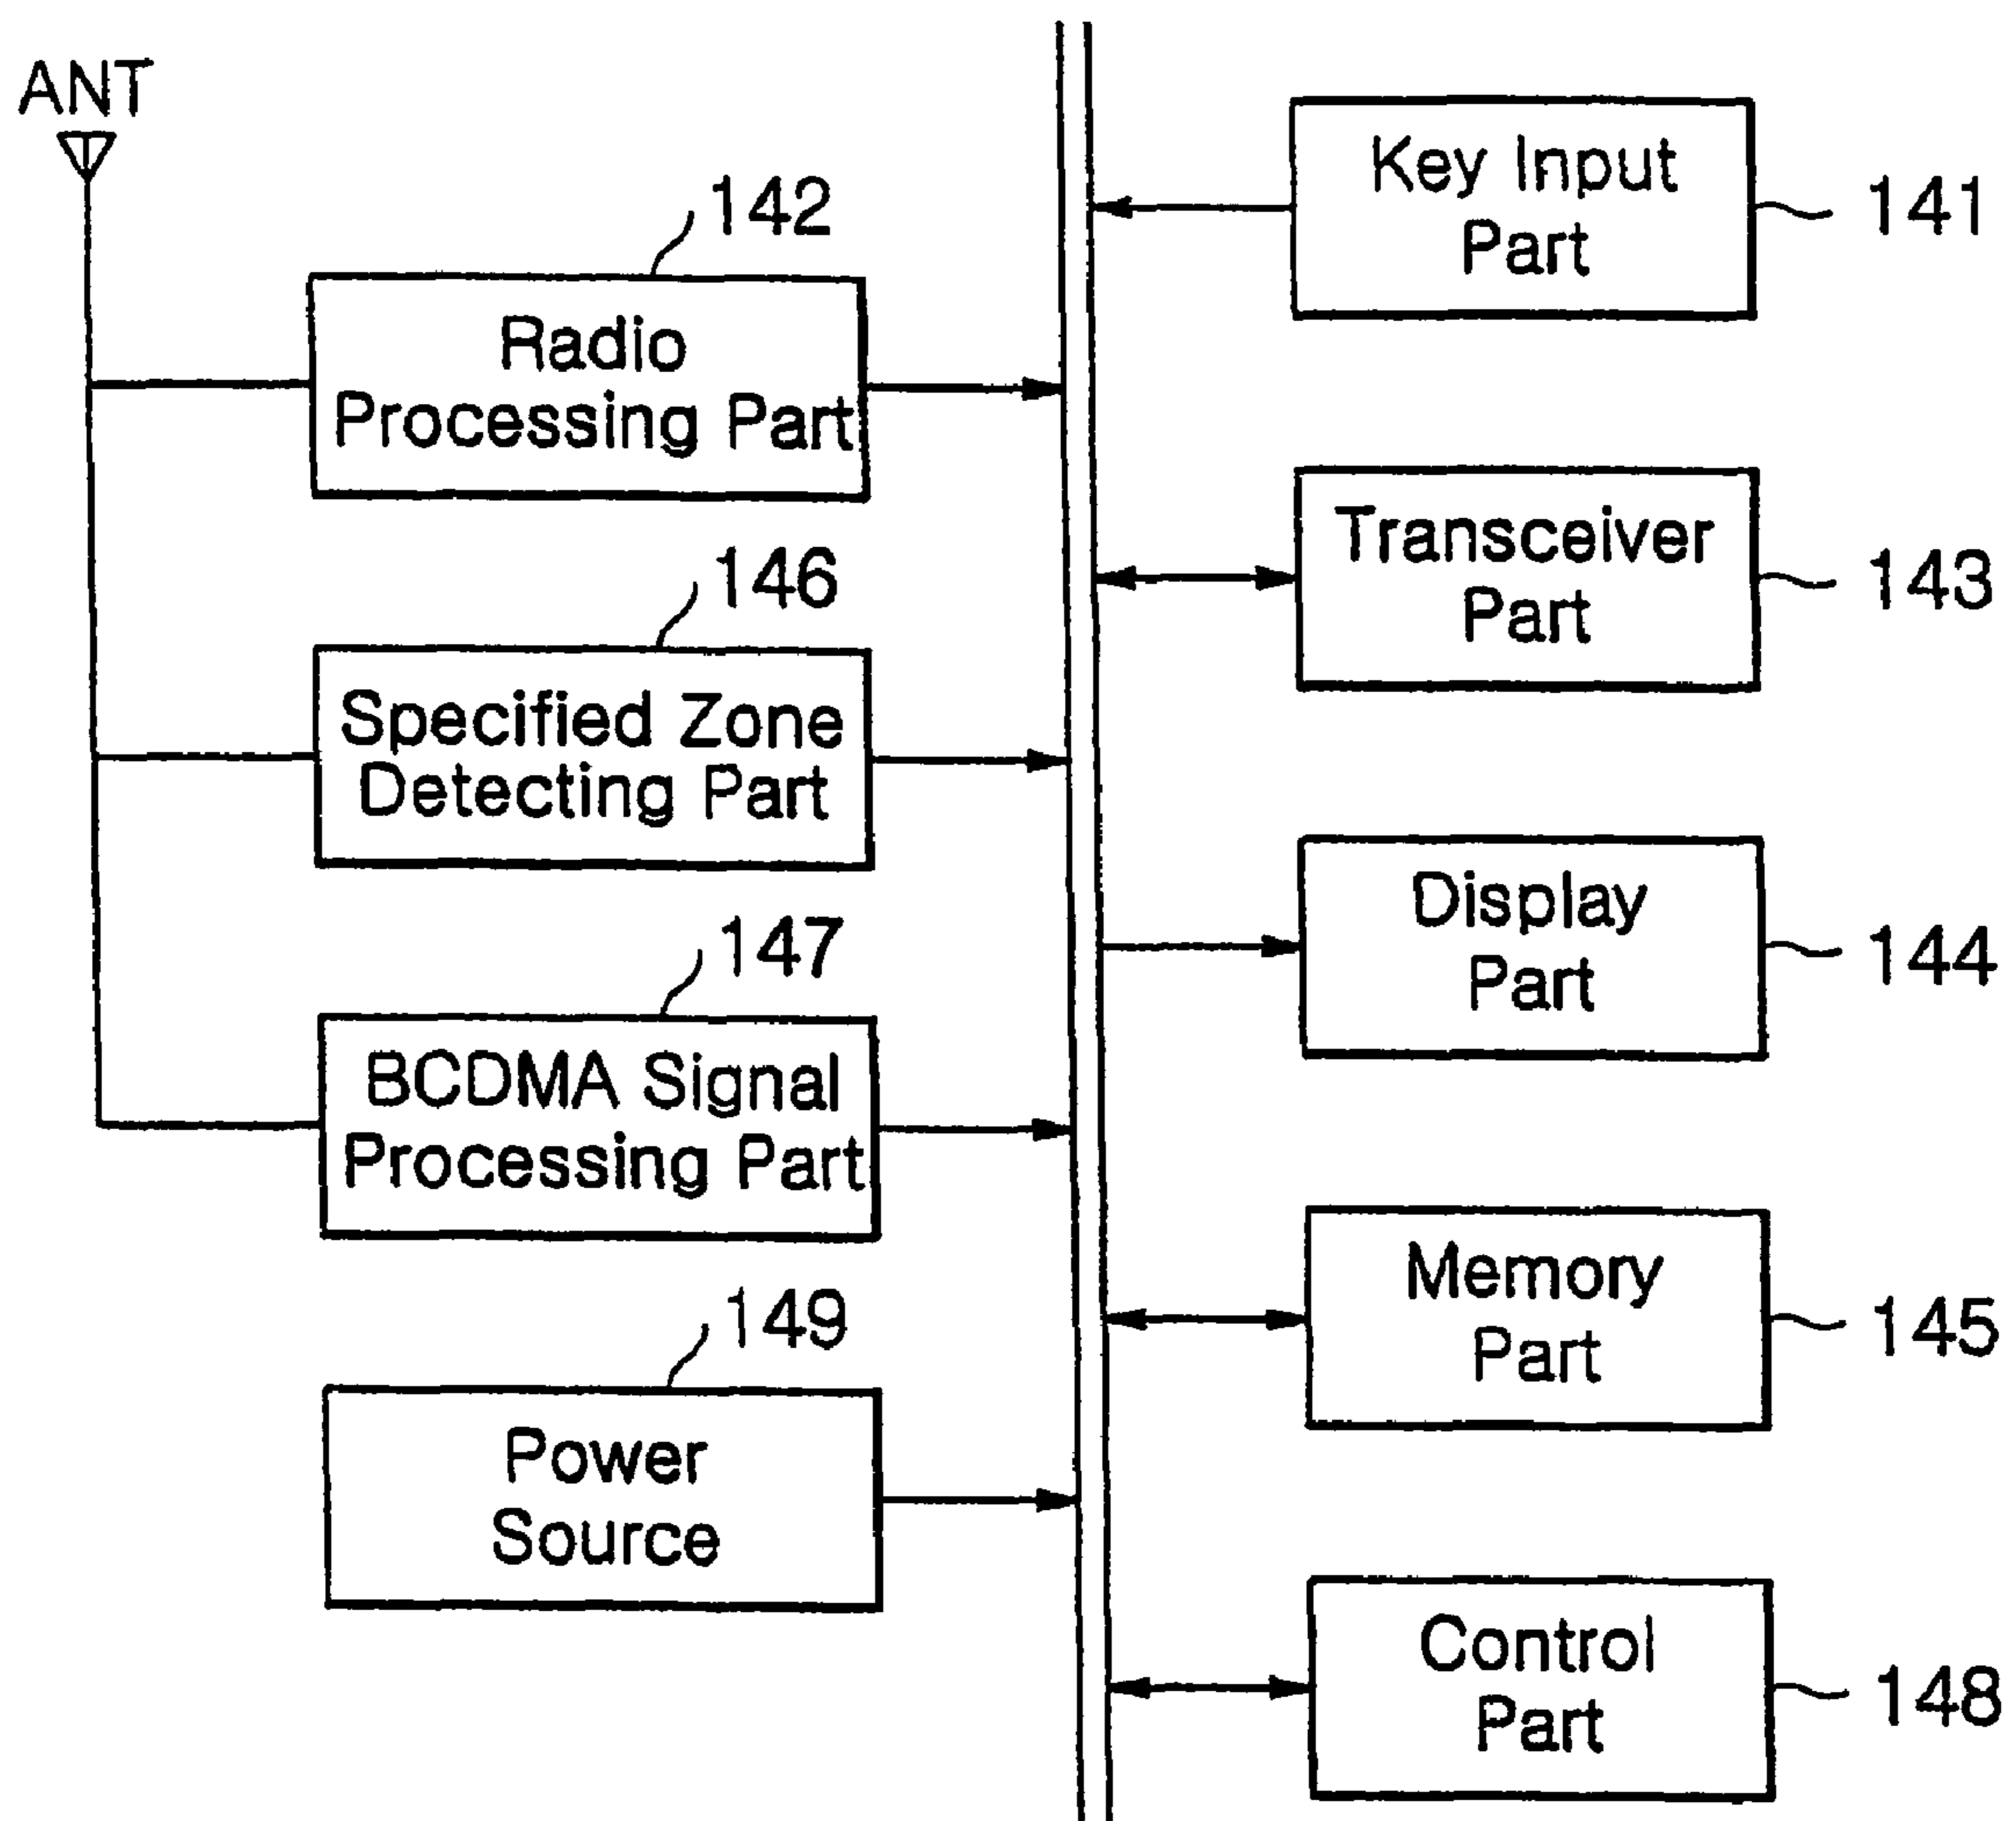 ANT
142
Radio
Processing Part
146
Specified Zone
Detecting Part
147
BCDMA Signal
Processing Part
149
Power
Source
Key Input
Part
141
Transceiver
Part
143
Display
Part
144
Memory
Part
145
Control
Part
148